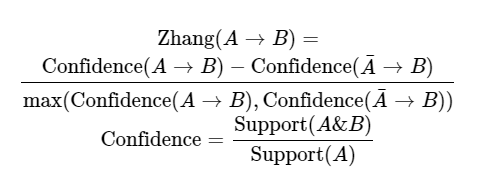 Zhang(A → B) =
Confidence(A → B) − Confidence(Ā → B)
max(Confidence(A → B), Confidence(Ā → B))
Confidence = Support(A&B)
Support(A)